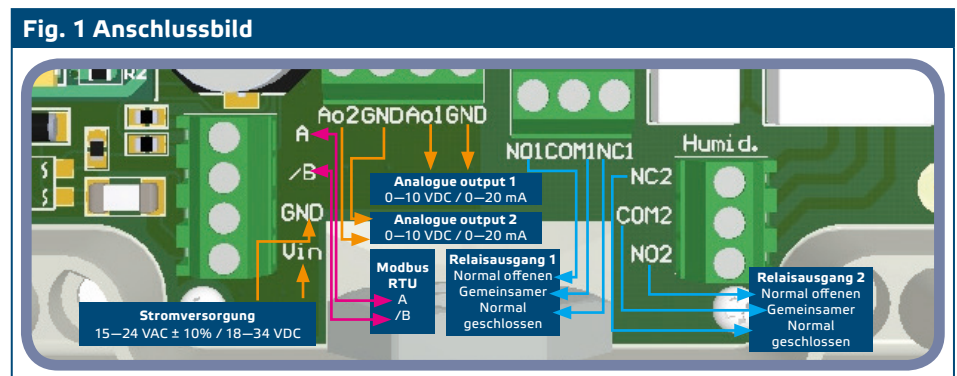 Fig. 1 Anschlussbild
R2
Ao2GNDAo1GND
A
/B
GND
Vin
NO1COM1NC1
Humid.
NC2
COM2
NO2
Analogue output 1
0—10 VDC / 0—20 mA
Analogue output 2
0—10 VDC / 0—20 mA
Modbus
RTU
A
/B
Relaisausgang 1
Normal offenen
Gemeinsamer
Normal
geschlossen
Relaisausgang 2
Normal offenen
Gemeinsamer
Normal
geschlossen
Stromversorgung
15—24 VAC ± 10% / 18—34 VDC